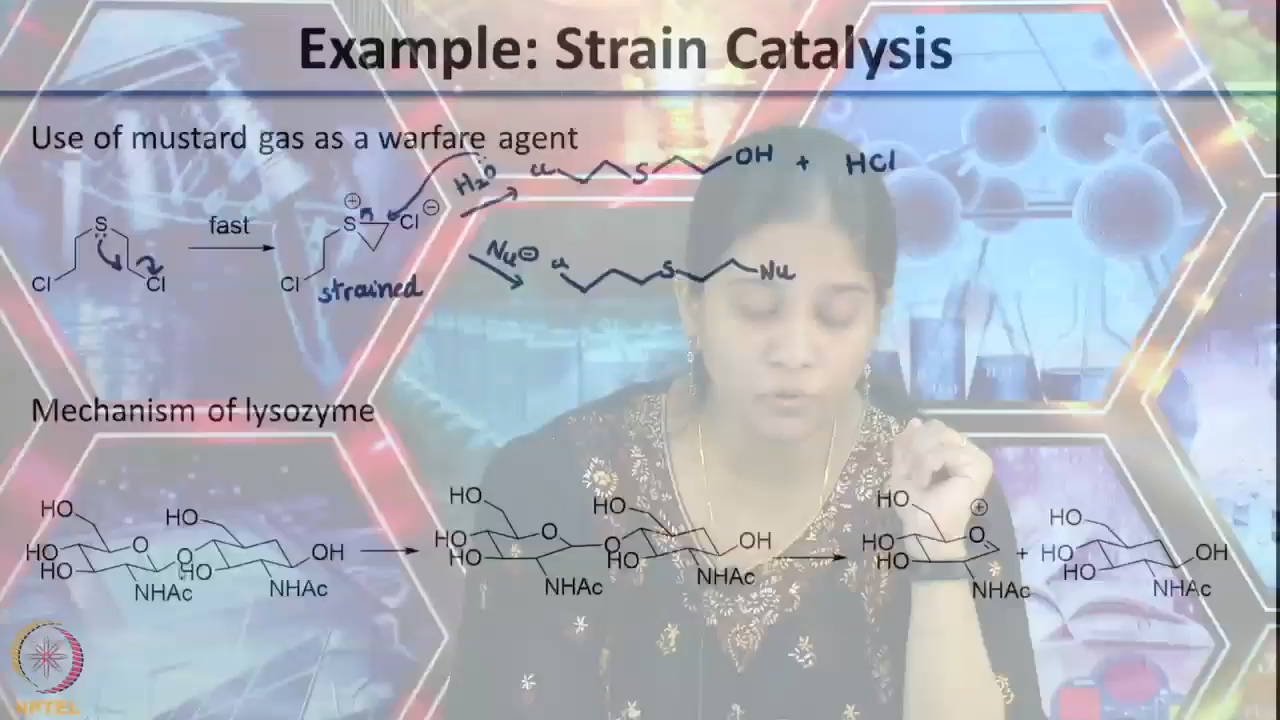 Example: Strain Catalysis
Use of mustard gas as a warfare agent
H₂Ö
Cl S OH + HCl
S Cl Cl
fast
S⊕ Cl⊖ Cl
strained
Nu⊖
Cl S Nu
Mechanism of lysozyme
HO HO HO O NHAc O HO HO OH NHAc
HO HO HO O NHAc O HO HO OH NHAc
HO HO HO O⊕ NHAc + HO HO HO OH NHAc
NPTEL